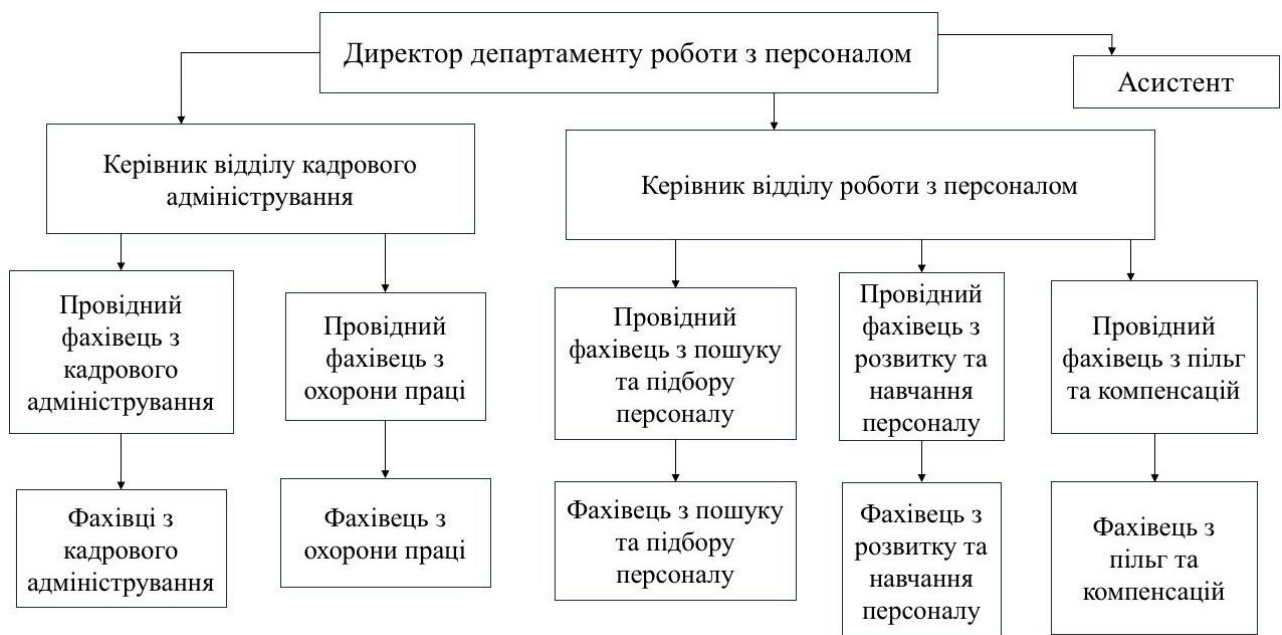 Директор департаменту роботи з персоналом
Асистент
Керівник відділу кадрового
адміністрування
Керівник відділу роботи з персоналом
Провідний
фахівець з
кадрового
адміністрування
Провідний
фахівець з
охорони праці
Провідний
фахівець з пошуку
та підбору
персоналу
Провідний
фахівець з
розвитку та
навчання
персоналу
Провідний
фахівець з пільг
та компенсацій
Фахівці з
кадрового
адміністрування
Фахівець з
охорони праці
Фахівець з пошуку
та підбору
персоналу
Фахівець з
розвитку та
навчання
персоналу
Фахівець з
пільг та
компенсацій